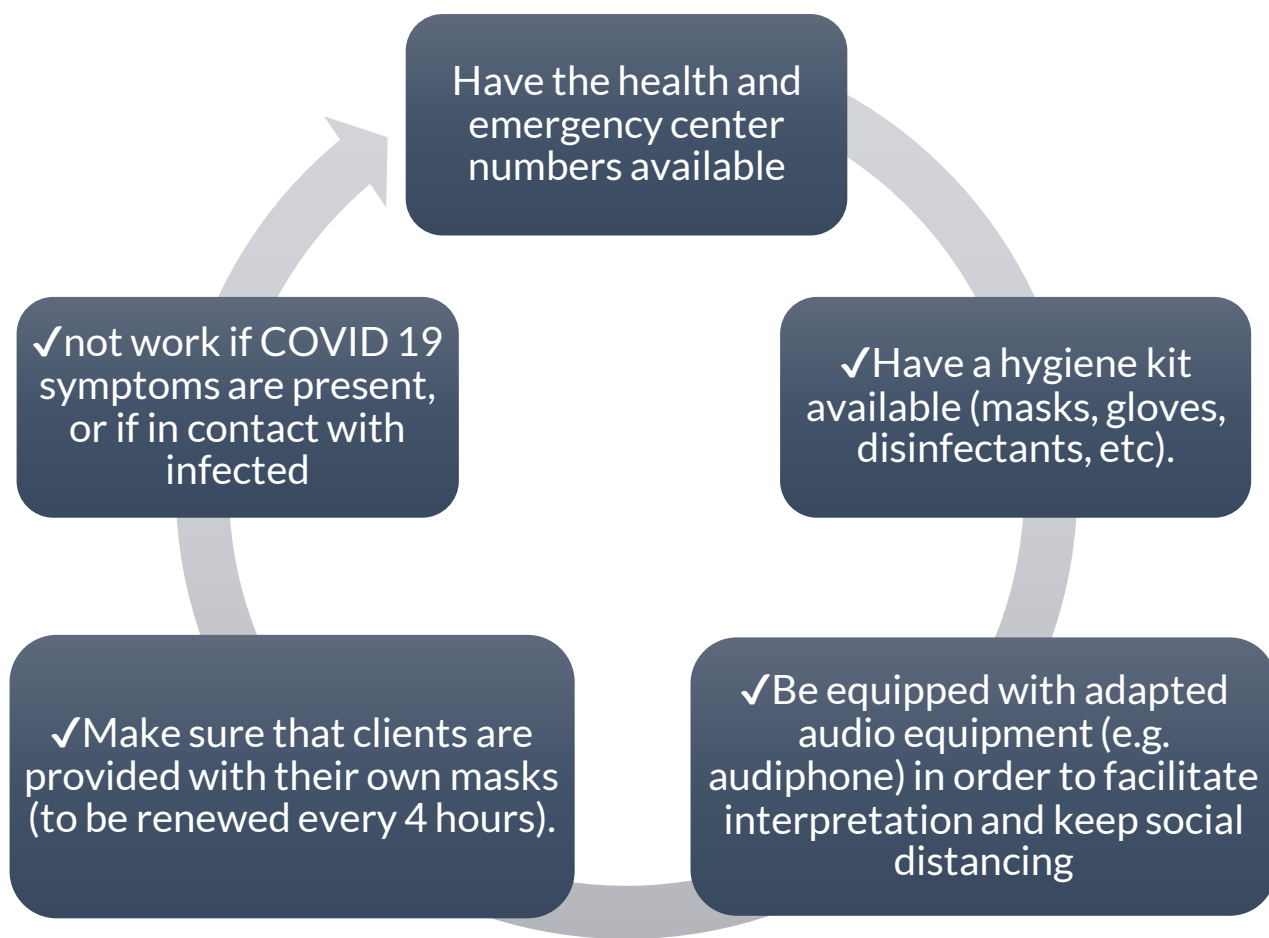 Have the health and
emergency center
numbers available
✓Have a hygiene kit
available (masks, gloves,
disinfectants, etc).
✓Be equipped with adapted
audio equipment (e.g.
audiphone) in order to facilitate
interpretation and keep social
distancing
✓Make sure that clients are
provided with their own masks
(to be renewed every 4 hours).
✓not work if COVID 19
symptoms are present,
or if in contact with
infected